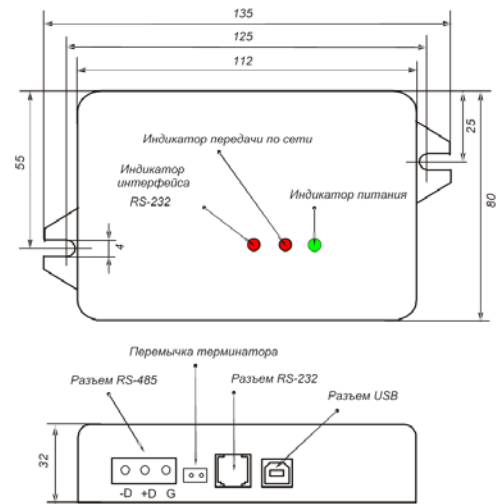 135
125
112
25
55
Индикатор передачи по сети
Индикатор
интерфейса
RS-232
Индикатор питания
4
80
Перемычка терминатора
Разъем RS-485
Разъем RS-232
Разъем USB
32
-D +D G